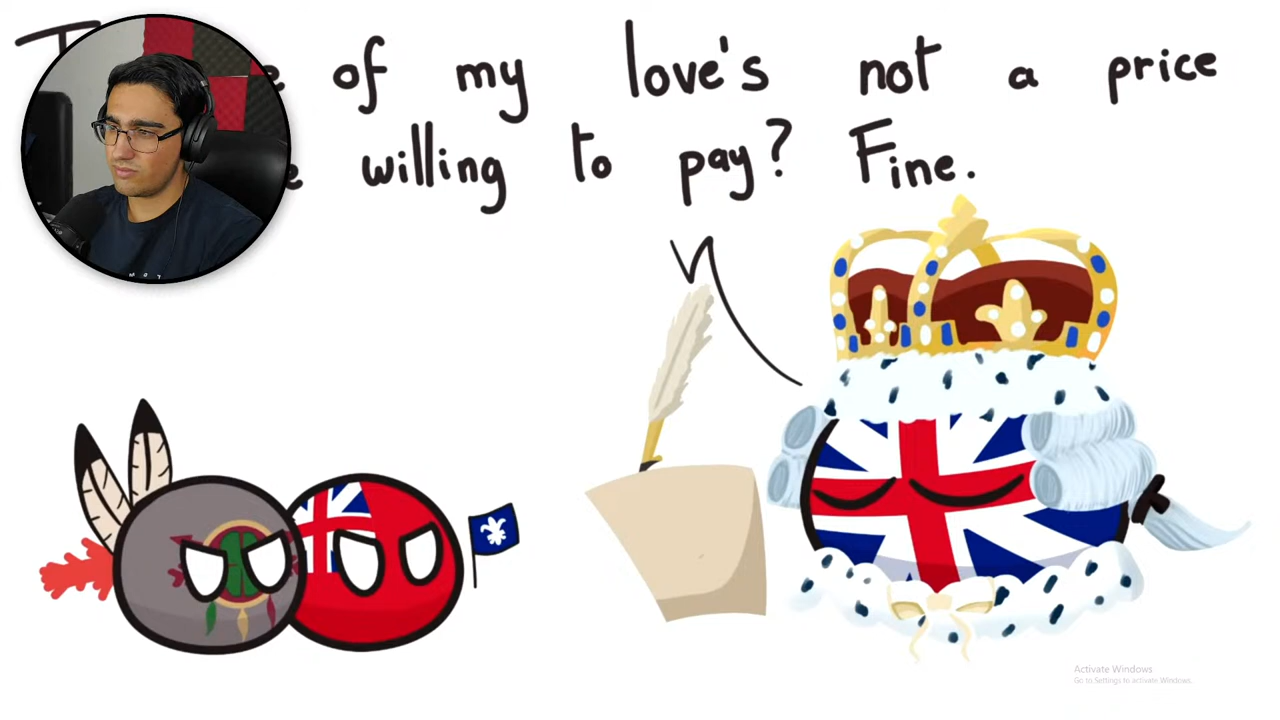 of my love's not a price
willing to pay? Fine.
Activate Windows
Go to Settings to activate Windows.